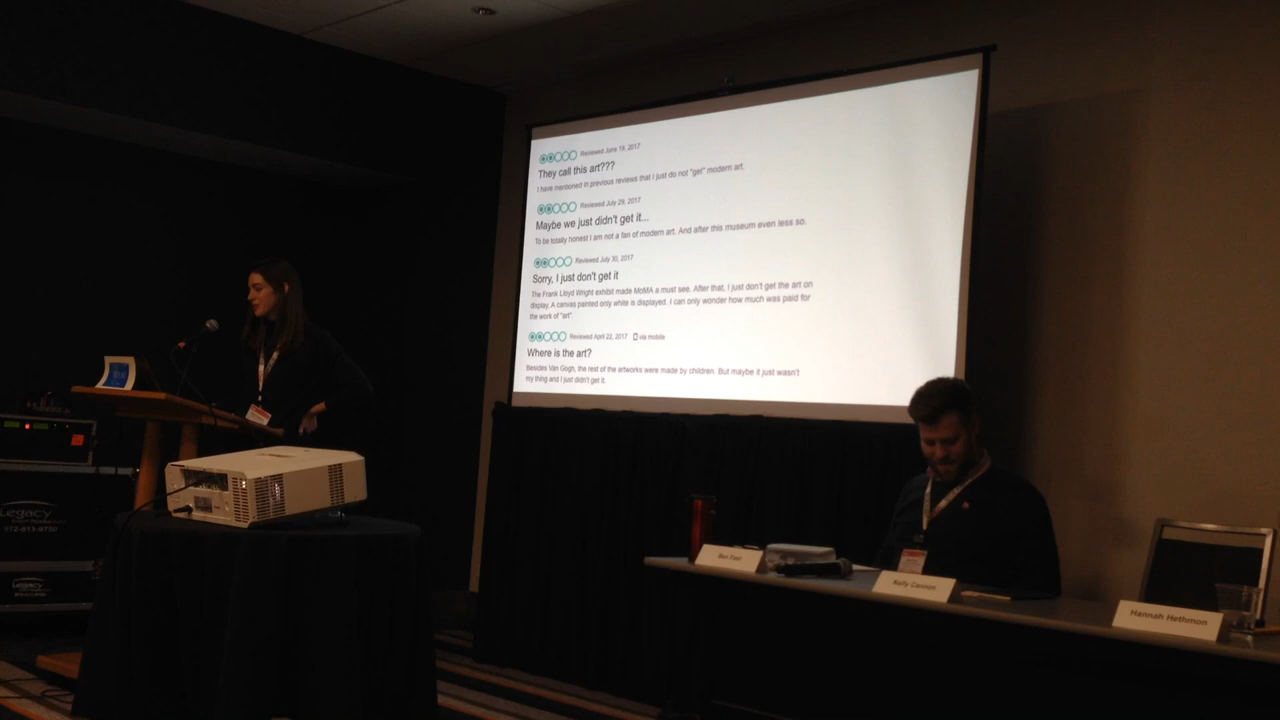 Reviewed June 19, 2017
They call this art???
I have mentioned in previous reviews that I just do not "get" modern art.
Reviewed July 29, 2017
Maybe we just didn't get it...
To be totally honest I am not a fan of modern art. And after this museum even less so.
Reviewed July 30, 2017
Sorry, I just don't get it
The Frank Lloyd Wright exhibit made MoMA a must see. After that, I just don't get the art on
display. A canvas painted only white is displayed. I can only wonder how much was paid for
the work of "art".
Reviewed April 22, 2017 via mobile
Where is the art?
Besides Van Gogh, the rest of the artworks were made by children. But maybe it just wasn't
my thing and I just didn't get it.
Legacy
972-813-9750
Legacy
Ben Fast
Kelly Cannon
Hannah Hethmon